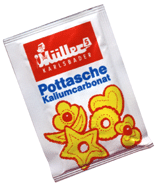 Müller's
KARLSBADER
Pottasche
Kaliumcarbonat